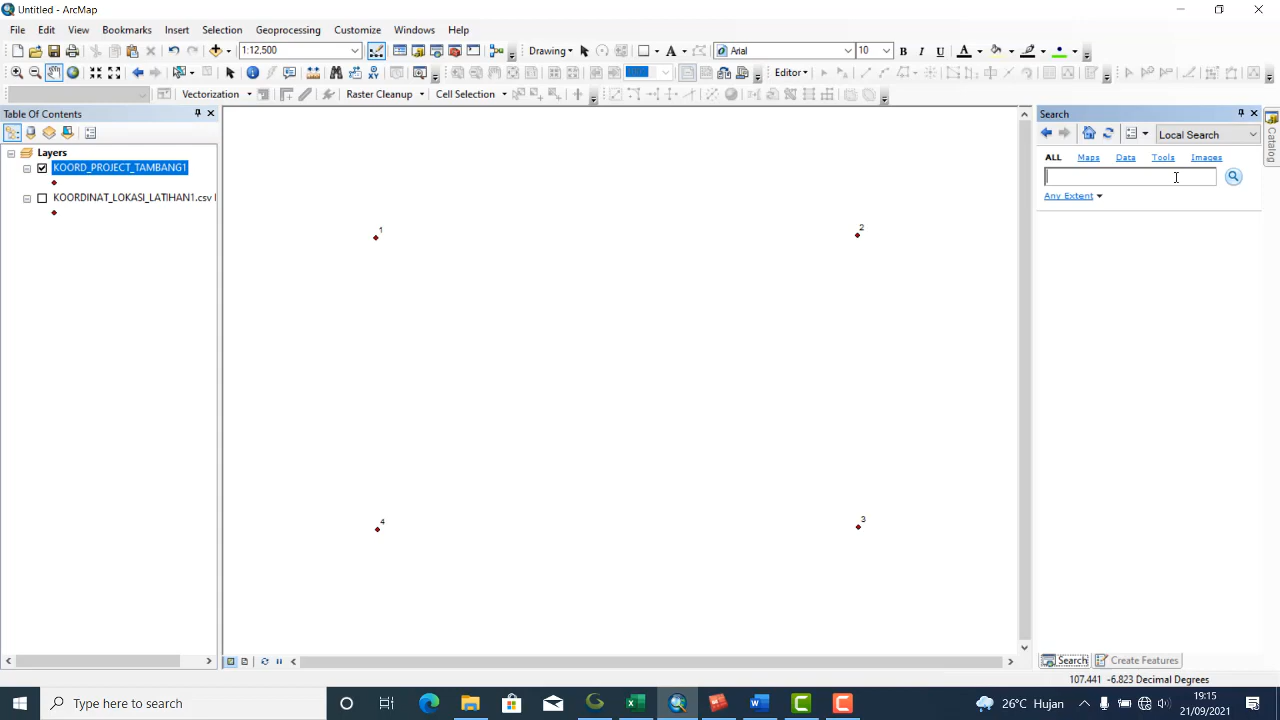 Untitled - ArcMap
File Edit View Bookmarks Insert Selection Geoprocessing Customize Windows Help
1:12,500 Drawing Arial 10 B I U A
Editor
Vectorization Raster Cleanup Cell Selection
Table Of Contents
Layers
KOORD_PROJECT_TAMBANG1
KOORDINAT_LOKASI_LATIHAN1.csv
1
2
4
3
Search
Local Search
ALL Maps Data Tools Images
Any Extent
Catalog
Search Create Features
107.441 -6.823 Decimal Degrees
Type here to search
26°C Hujan
19:15
21/09/2021